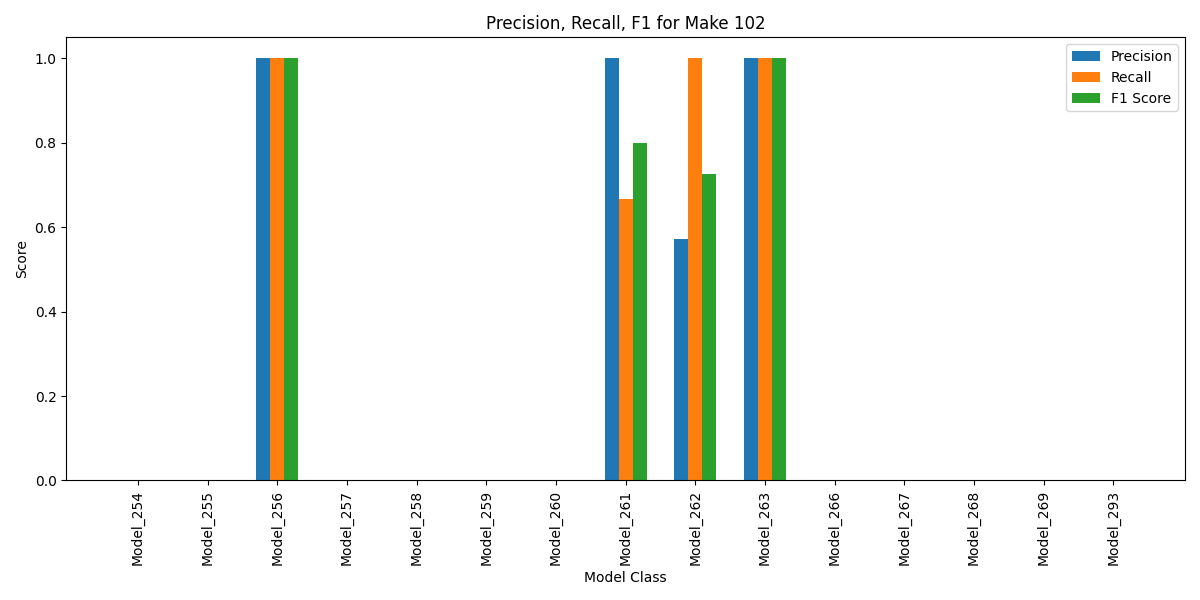 Precision, Recall, F1 for Make 102
Precision
Recall
F1 Score
Score
1.0
0.8
0.6
0.4
0.2
0.0
Model_254
Model_255
Model_256
Model_257
Model_258
Model_259
Model_260
Model_261
Model_262
Model_263
Model_266
Model_267
Model_268
Model_269
Model_293
Model Class